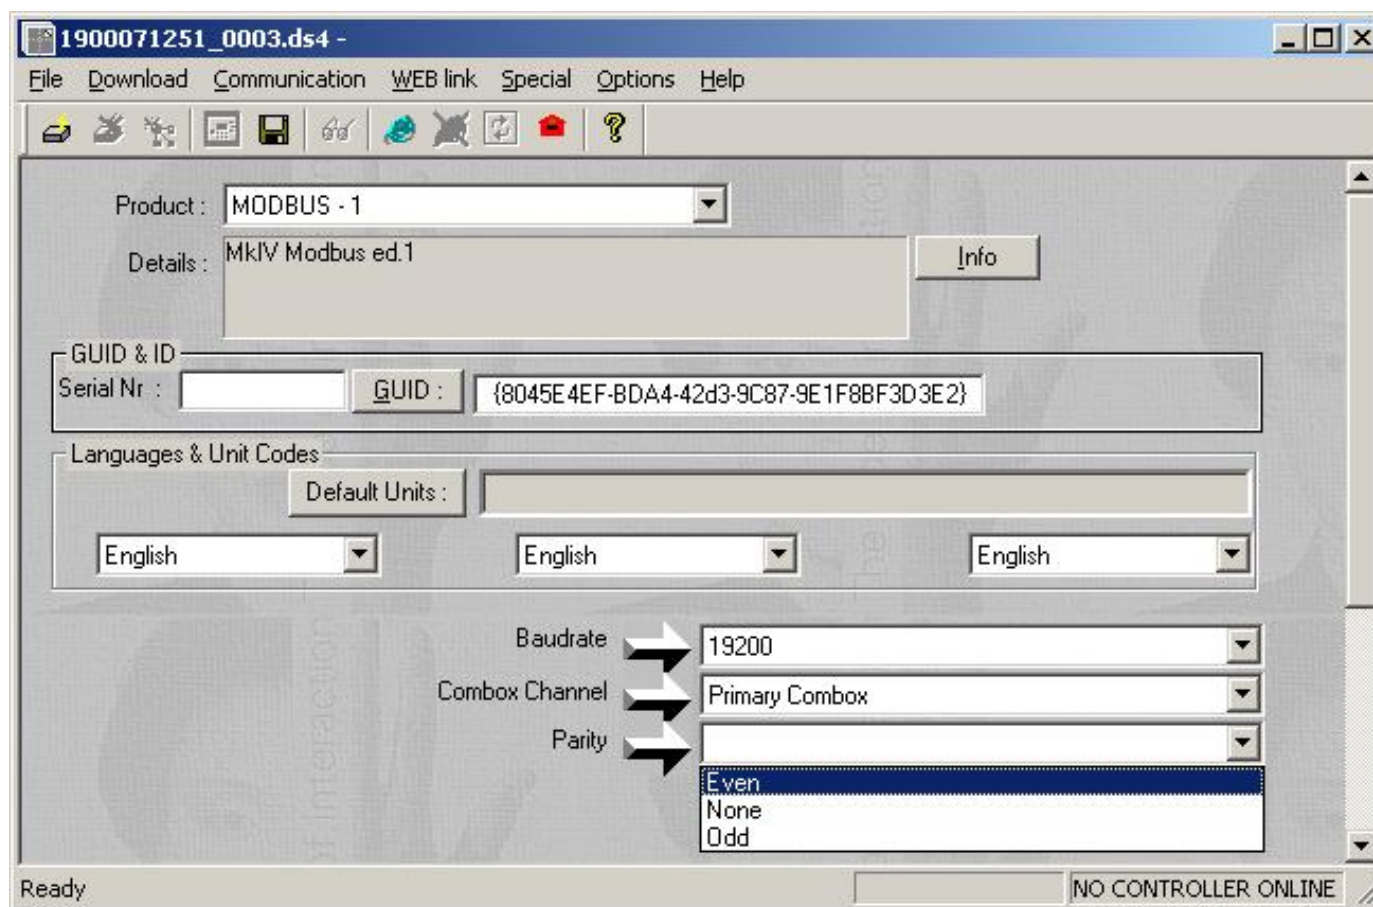 1900071251_0003.ds4 -
File Download Communication WEB link Special Options Help
Product : MODBUS - 1
Details : MkIV Modbus ed.1
Info
GUID & ID
Serial Nr : GUID : {8045E4EF-BDA4-42d3-9C87-9E1F8BF3D3E2}
Languages & Unit Codes
Default Units :
English English English
Baudrate 19200
Combox Channel Primary Combox
Parity
Even
None
Odd
Ready NO CONTROLLER ONLINE